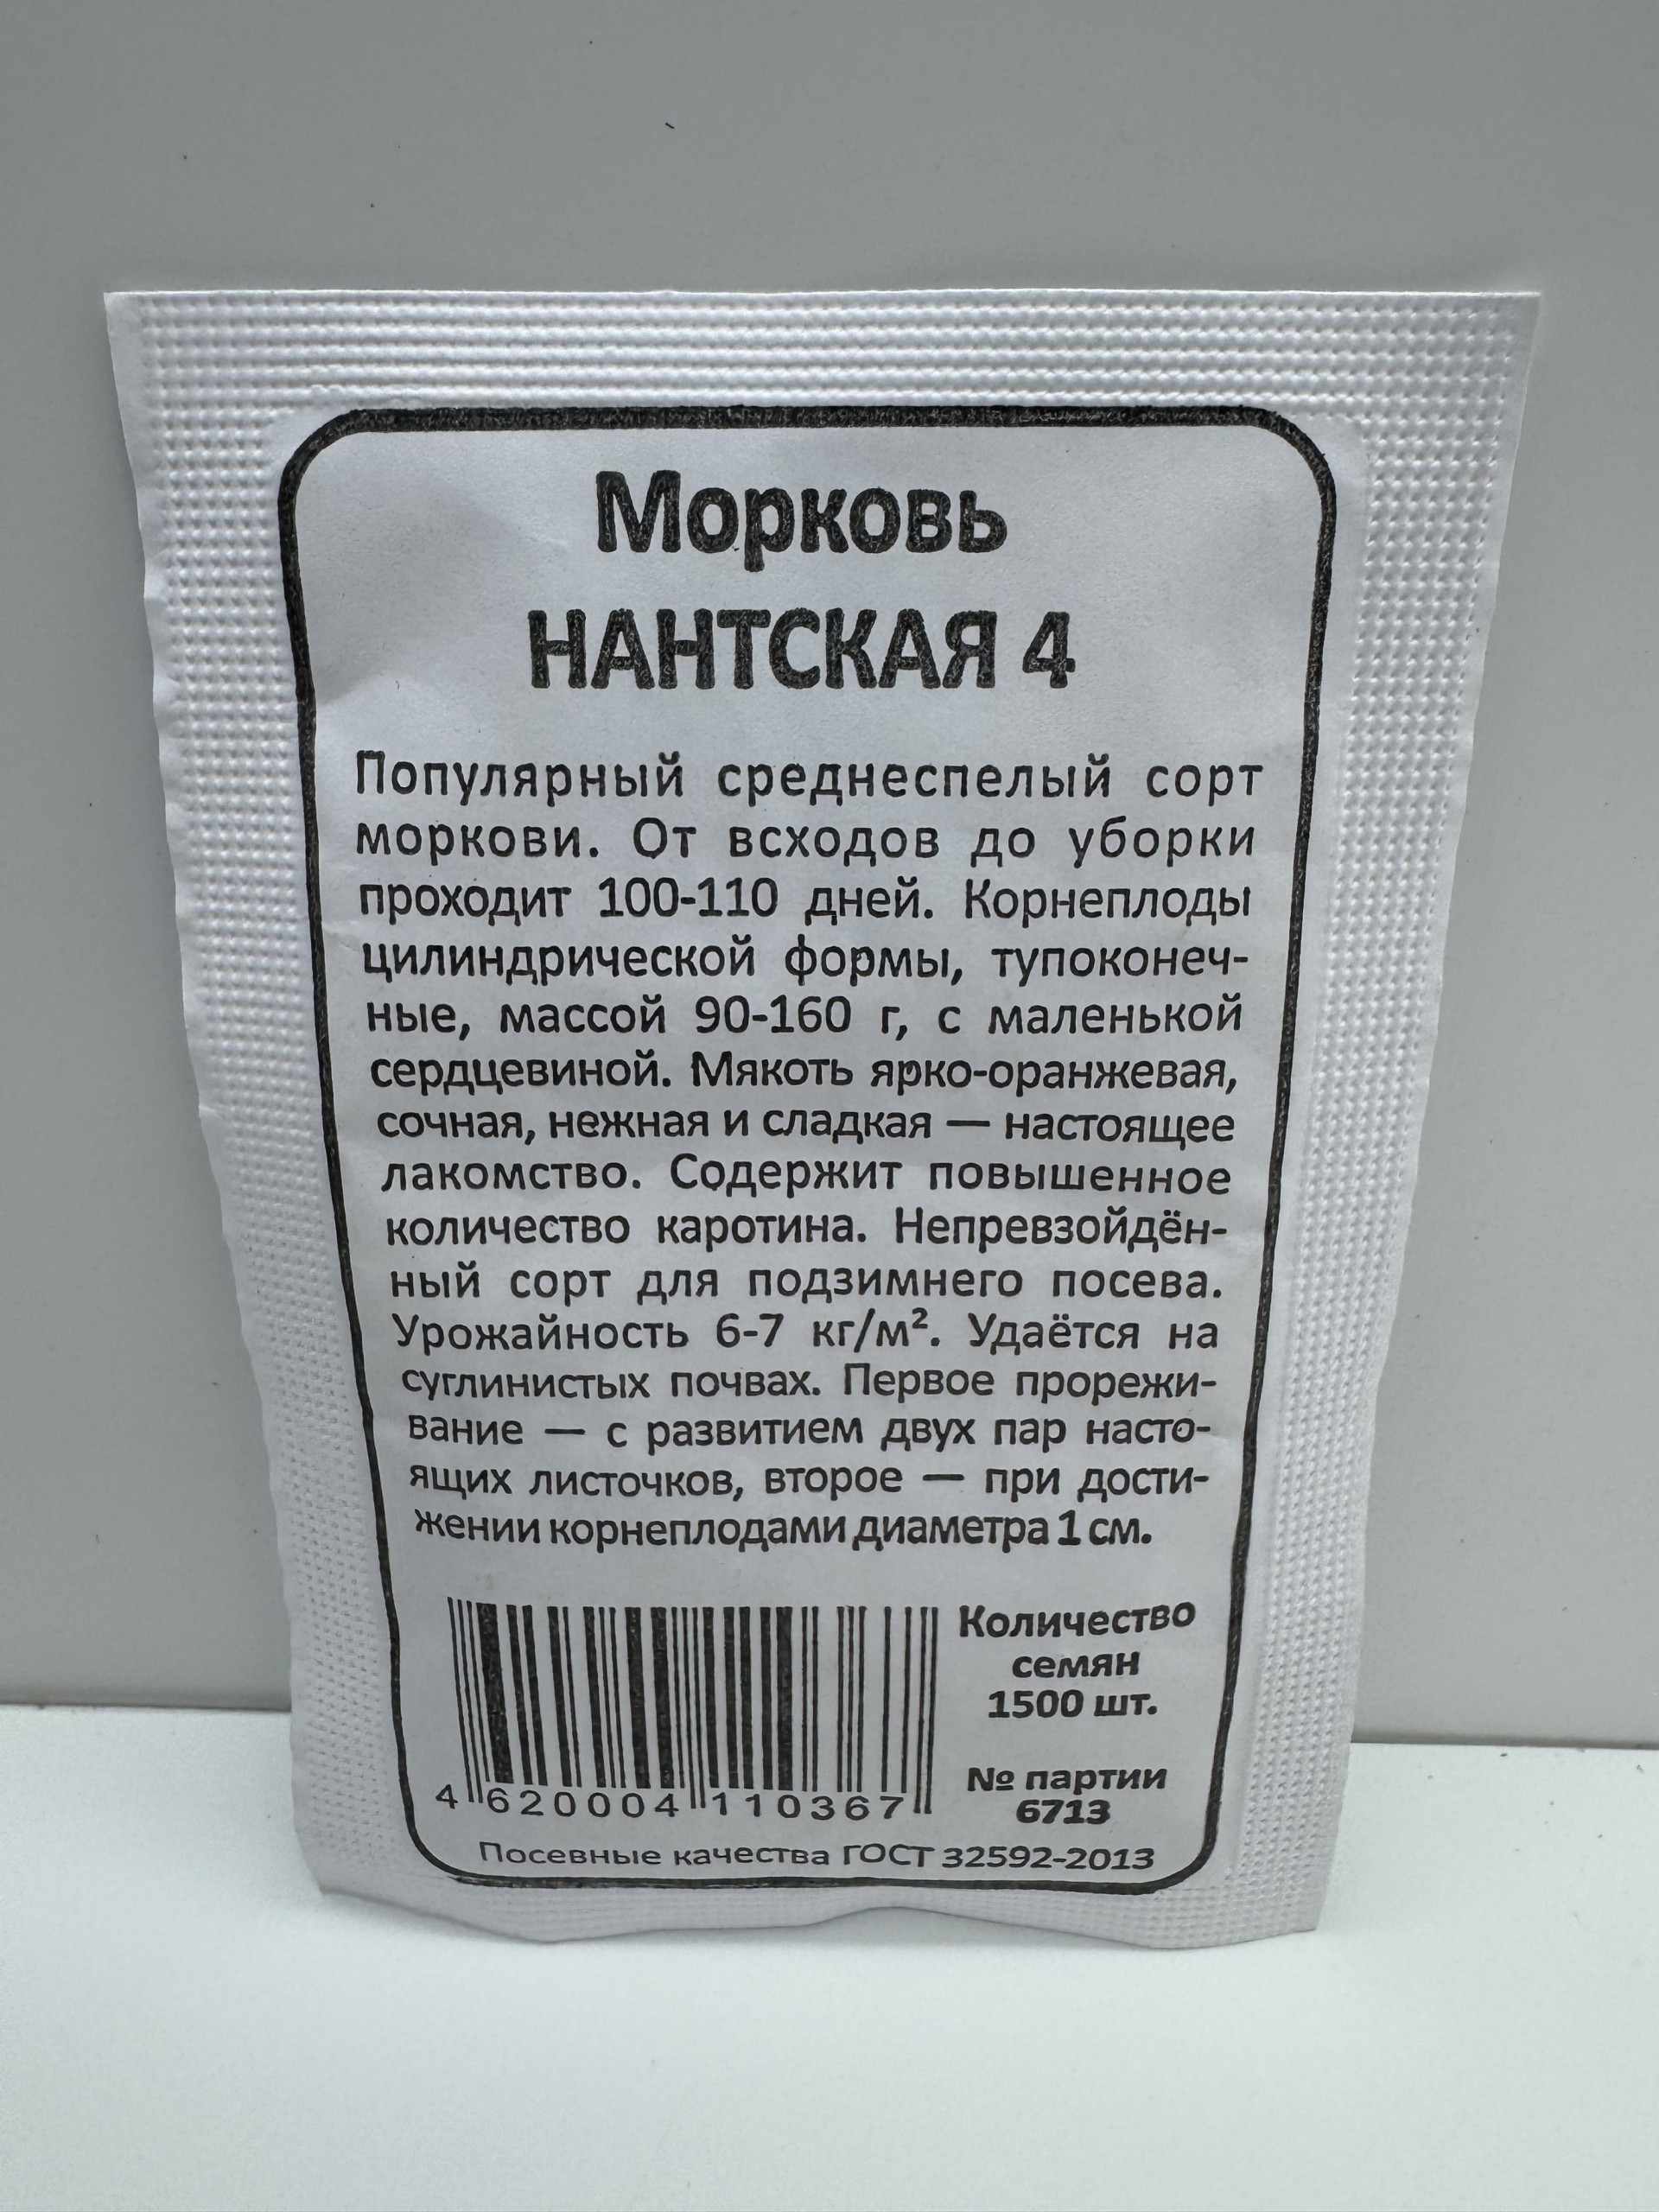 Морковь
НАНТСКАЯ 4
Популярный среднеспелый сорт
моркови. От всходов до уборки
проходит 100-110 дней. Корнеплоды
цилиндрической формы, тупоконеч-
ные, массой 90-160 г, с маленькой
сердцевиной. Мякоть ярко-оранжевая,
сочная, нежная и сладкая — настоящее
лакомство. Содержит повышенное
количество каротина. Непревзойдён-
ный сорт для подзимнего посева.
Урожайность 6-7 кг/м². Удаётся на
суглинистых почвах. Первое прорежи-
вание — с развитием двух пар насто-
ящих листочков, второе — при дости-
жении корнеплодами диаметра 1 см.
Количество
семян
1500 шт.
№ партии
6713
4 620004 110367
Посевные качества ГОСТ 32592-2013